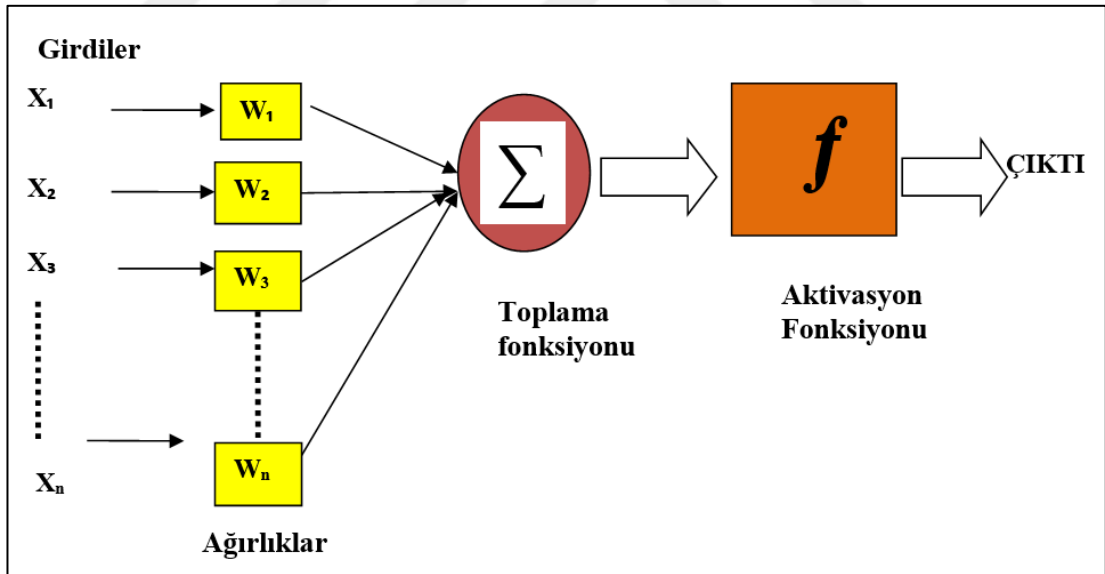 Girdiler
X₁
W₁
X₂
W₂
X₃
W₃
Xₙ
Wₙ
Ağırlıklar
∑
Toplama
fonksiyonu
f
Aktivasyon
Fonksiyonu
ÇIKTI